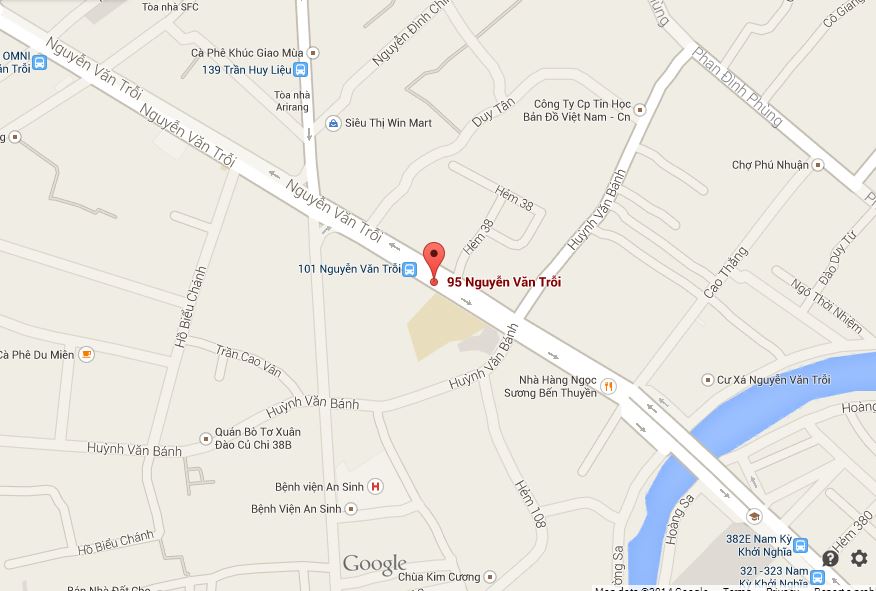 Tòa nhà SFC
Cô Giang
Nguyễn Văn Trỗi
OMNI
Cà Phê Khúc Giao Mùa
139 Trần Huy Liệu
Tòa nhà
Arirang
Siêu Thị Win Mart
Duy Tân
Công Ty Cp Tin Học
Bản Đồ Việt Nam - Cn
Phan Đình Phùng
Chợ Phú Nhuận
Nguyễn Văn Trỗi
Nguyễn Văn Trỗi
Hẻm 38
Hẻm 38
Huỳnh Văn Bánh
Đào Duy Từ
Cao Thắng
Ngô Thời Nhiệm
101 Nguyễn Văn Trỗi
95 Nguyễn Văn Trỗi
Hồ Biểu Chánh
Cà Phê Du Miên
Trần Cao Vân
Huỳnh Văn Bánh
Nhà Hàng Ngọc
Sương Bến Thuyền
Cư Xá Nguyễn Văn Trỗi
Huỳnh Văn Bánh
Quán Bò Tơ Xuân
Đào Củ Chi 38B
Huỳnh Văn Bánh
Bệnh viện An Sinh
Bệnh Viện An Sinh
Hẻm 108
Hoàng Sa
Hẻm 380
Hồ Biểu Chánh
382E Nam Kỳ
Khởi Nghĩa
321-323 Nam
Kỳ Khởi Nghĩa
Google
Chùa Kim Cương